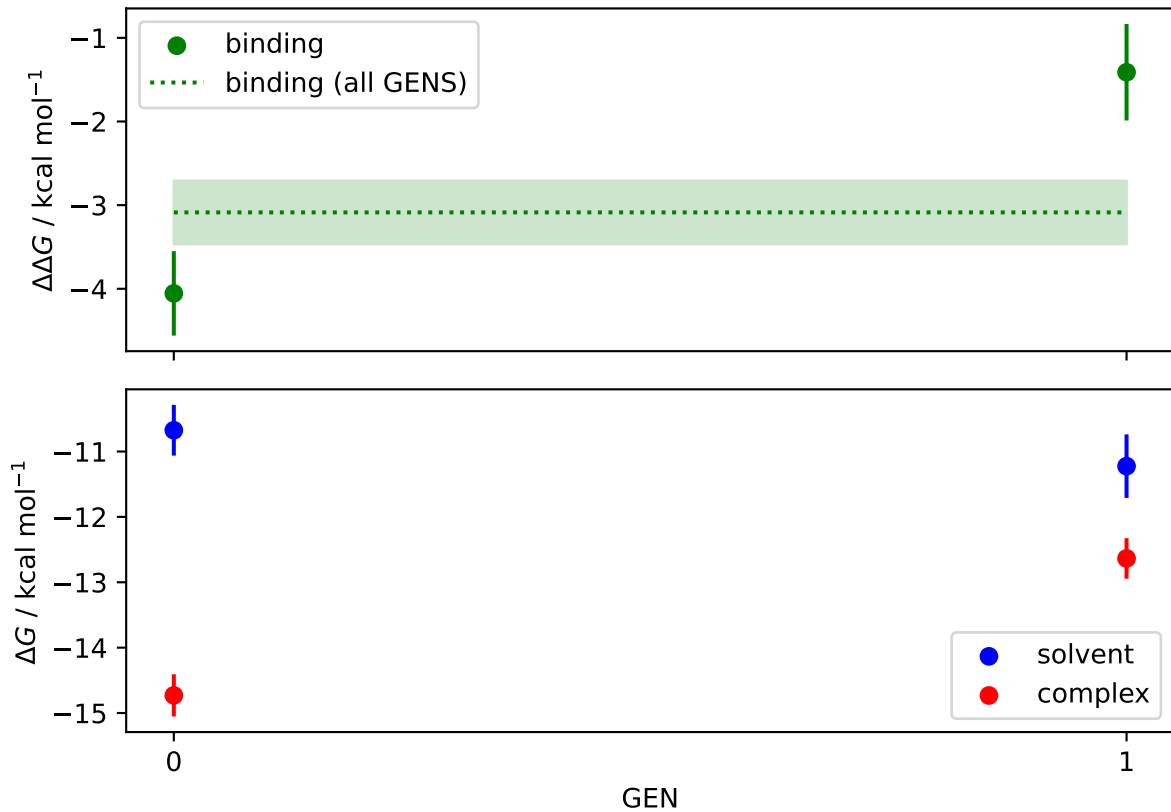 −1
−2
−3
−4
ΔΔG / kcal mol⁻¹
binding
binding (all GENS)
−11
−12
−13
−14
−15
ΔG / kcal mol⁻¹
solvent
complex
0
1
GEN